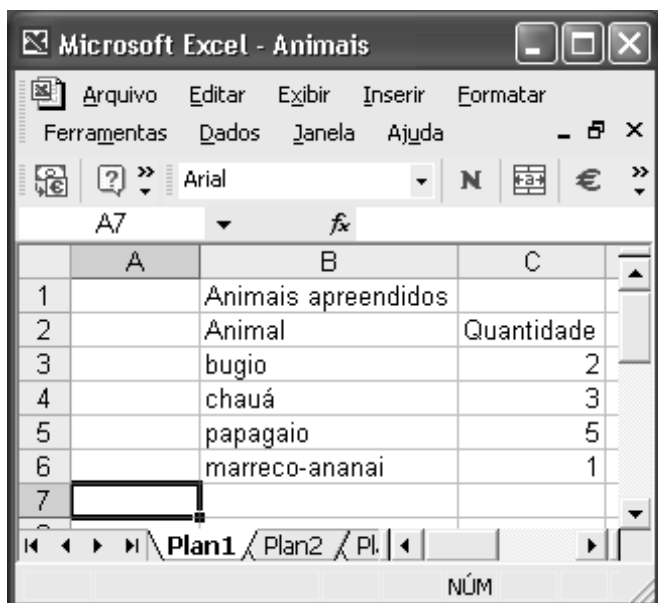 Microsoft Excel - Animais
Arquivo Editar Exibir Inserir Formatar
Ferramentas Dados Janela Ajuda
Arial N a €
A7 fx
A B C
1 Animais apreendidos
2 Animal Quantidade
3 bugio 2
4 chauá 3
5 papagaio 5
6 marreco-ananai 1
7
Plan1 Plan2 Pl
NÚM